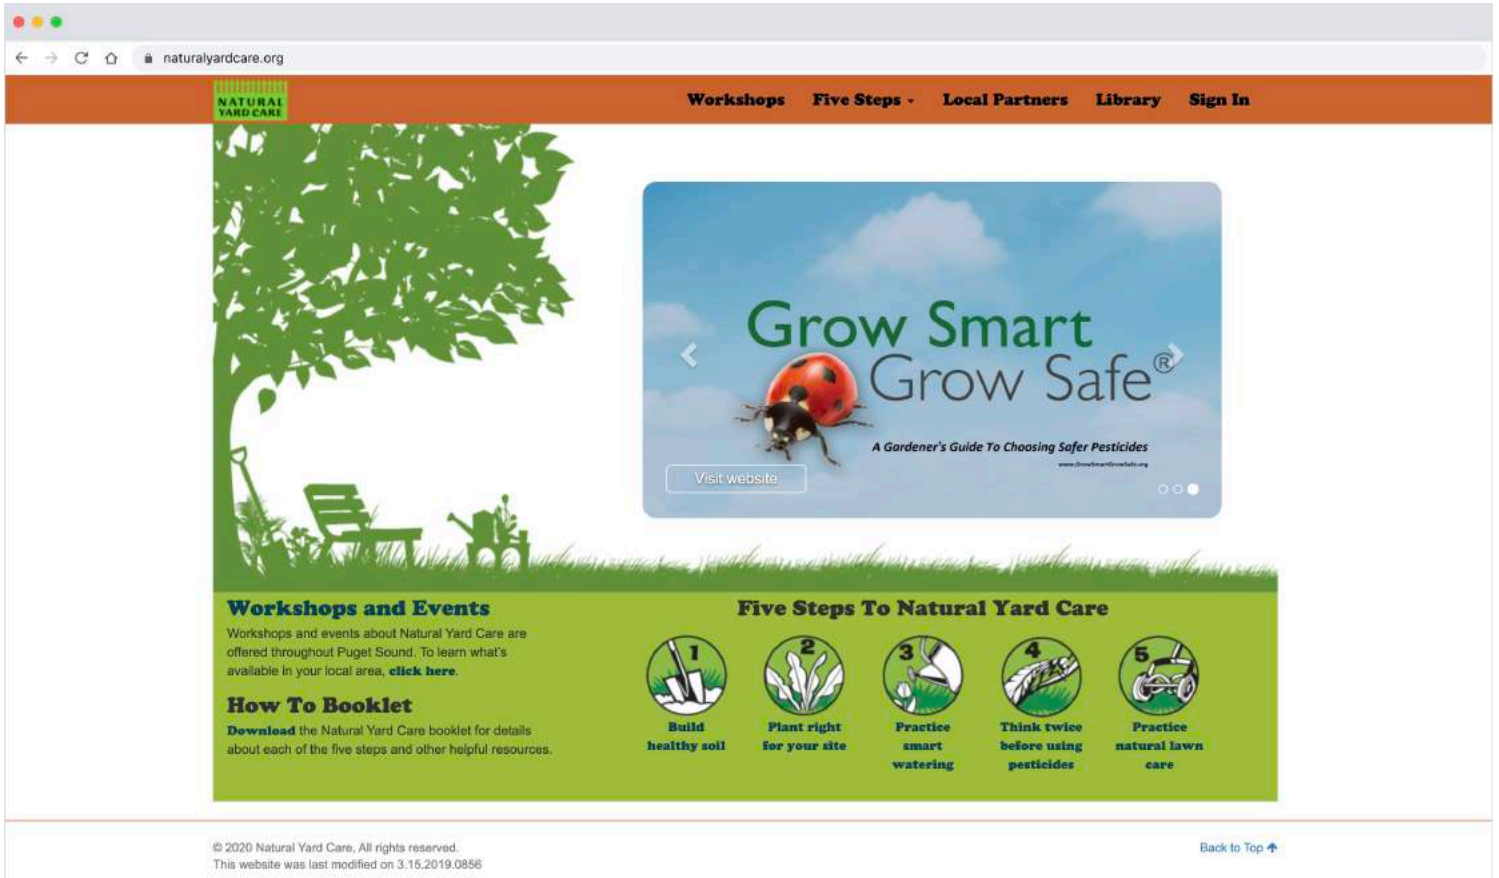 naturalyardcare.org
NATURAL
YARD CARE
Workshops Five Steps Local Partners Library Sign In
Grow Smart
Grow Safe®
A Gardener's Guide To Choosing Safer Pesticides
www.GrowSmartGrowSafe.org
Visit website
Workshops and Events
Workshops and events about Natural Yard Care are
offered throughout Puget Sound. To learn what's
available in your local area, click here.
How To Booklet
Download the Natural Yard Care booklet for details
about each of the five steps and other helpful resources.
Five Steps To Natural Yard Care
1
Build
healthy soil
2
Plant right
for your site
3
Practice
smart
watering
4
Think twice
before using
pesticides
5
Practice
natural lawn
care
© 2020 Natural Yard Care, All rights reserved.
This website was last modified on 3.15.2019.0856
Back to Top